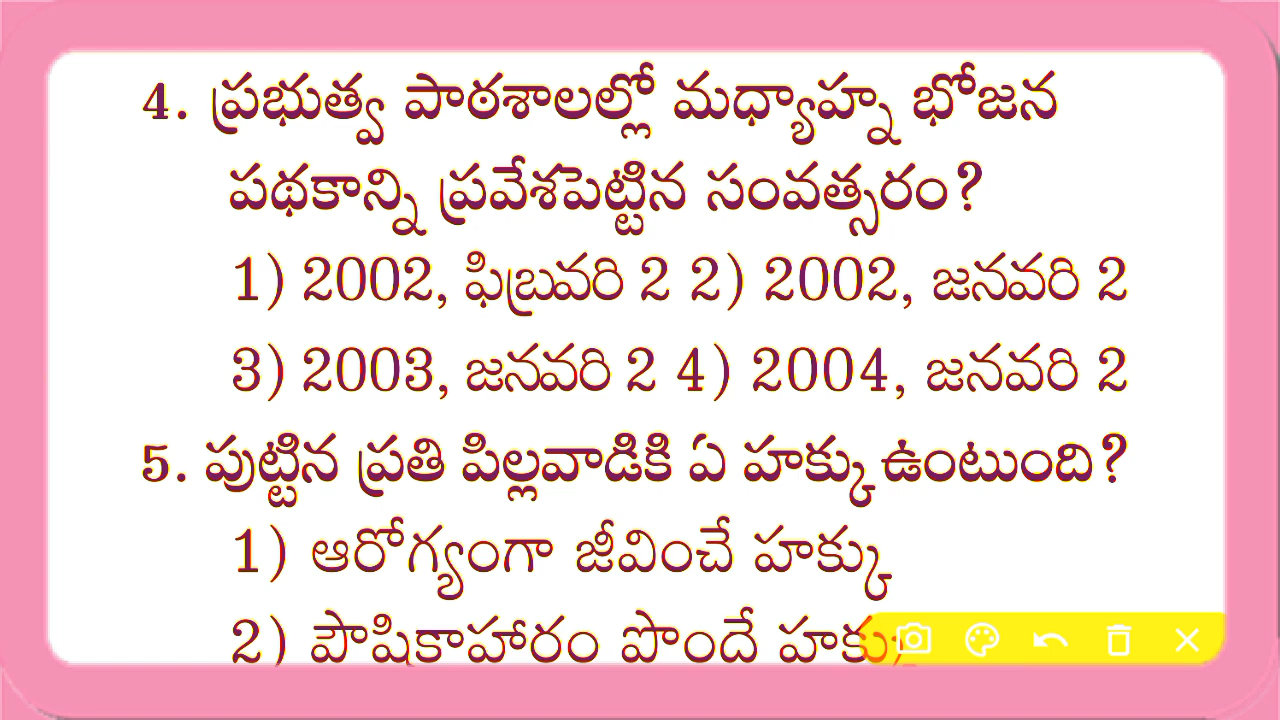 4. ప్రభుత్వ పాఠశాలల్లో మధ్యాహ్న భోజన
పథకాన్ని ప్రవేశపెట్టిన సంవత్సరం?
1) 2002, ఫిబ్రవరి 2 2) 2002, జనవరి 2
3) 2003, జనవరి 2 4) 2004, జనవరి 2
5. పుట్టిన ప్రతి పిల్లవాడికి ఏ హక్కు ఉంటుంది?
1) ఆరోగ్యంగా జీవించే హక్కు
2) పౌషికాహారం పొందే హక్కు